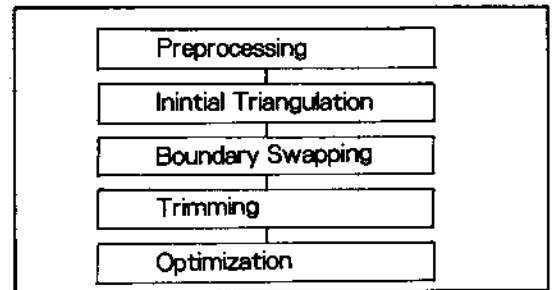 Preprocessing
Inintial Triangulation
Boundary Swapping
Trimming
Optimization